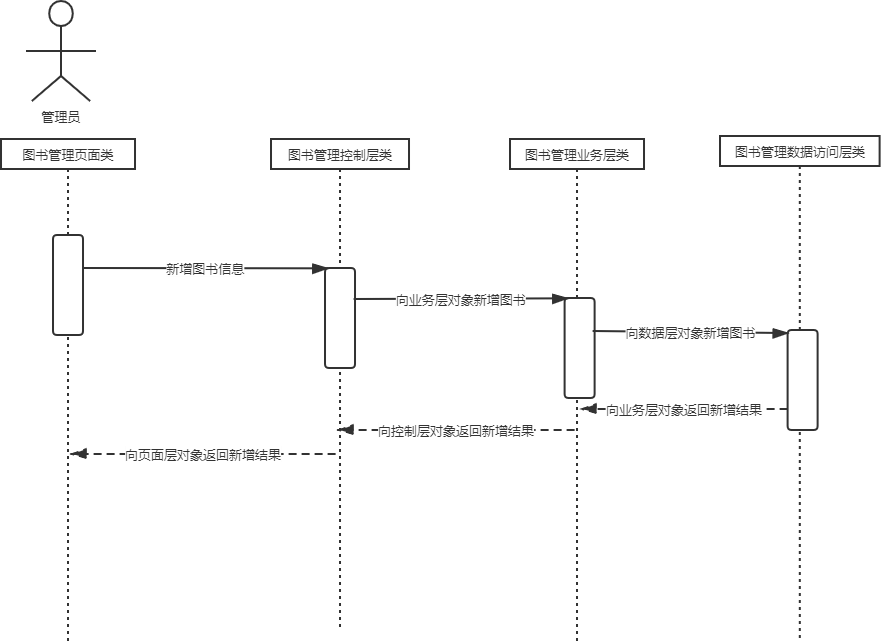 管理员
图书管理页面类
图书管理控制层类
图书管理业务层类
图书管理数据访问层类
新增图书信息
向业务层对象新增图书
向数据层对象新增图书
向业务层对象返回新增结果
向控制层对象返回新增结果
向页面层对象返回新增结果